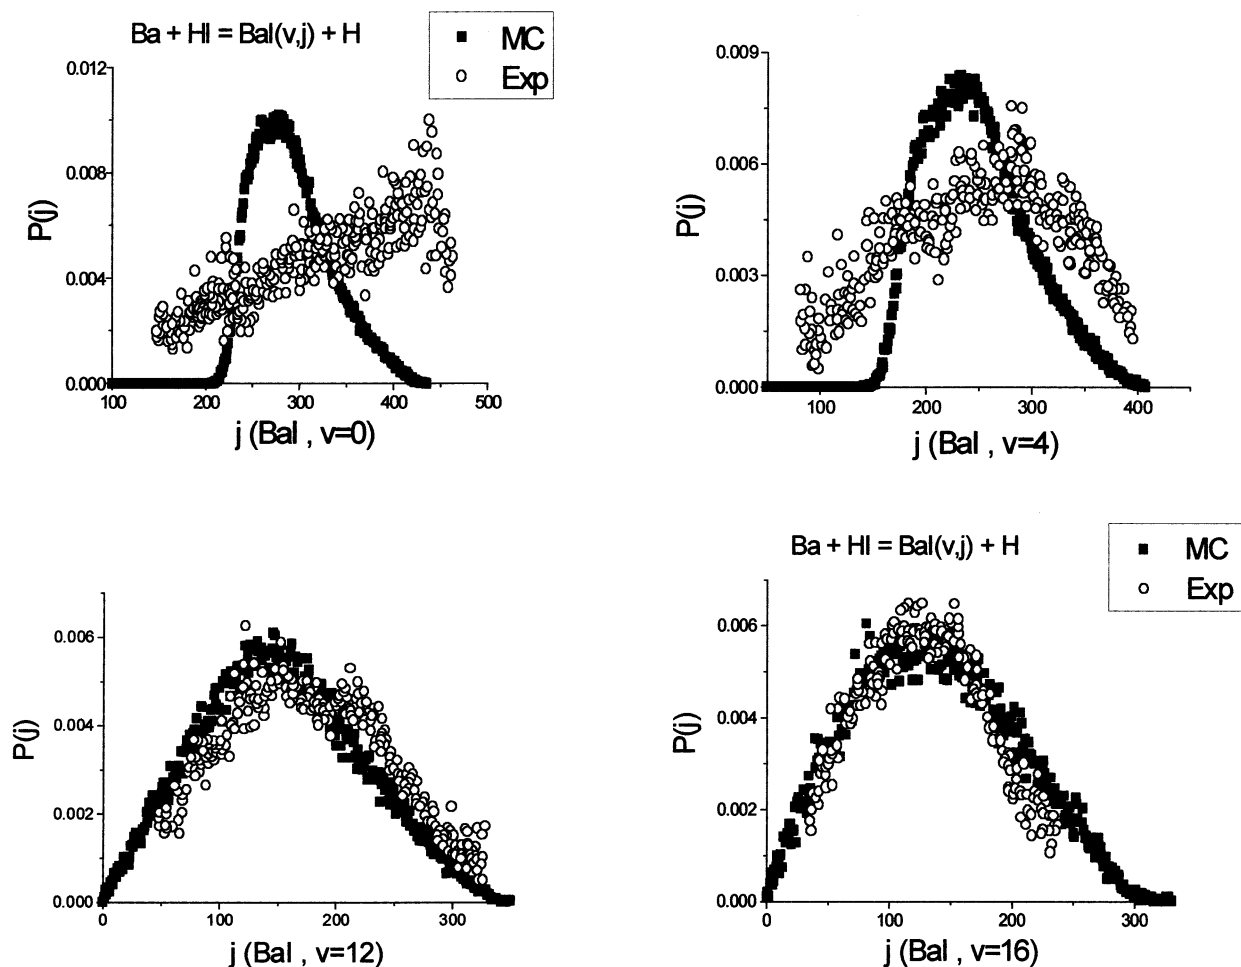 Ba + HI = BaI(v,j) + H
MC
Exp
0.012
0.008
0.004
0.000
P(j)
100
200
300
400
500
j (BaI , v=0)
0.009
0.006
0.003
0.000
P(j)
100
200
300
400
j (BaI , v=4)
0.006
0.004
0.002
0.000
P(j)
0
100
200
300
j (BaI , v=12)
Ba + HI = BaI(v,j) + H
MC
Exp
0.006
0.004
0.002
0.000
P(j)
0
100
200
300
j (BaI , v=16)